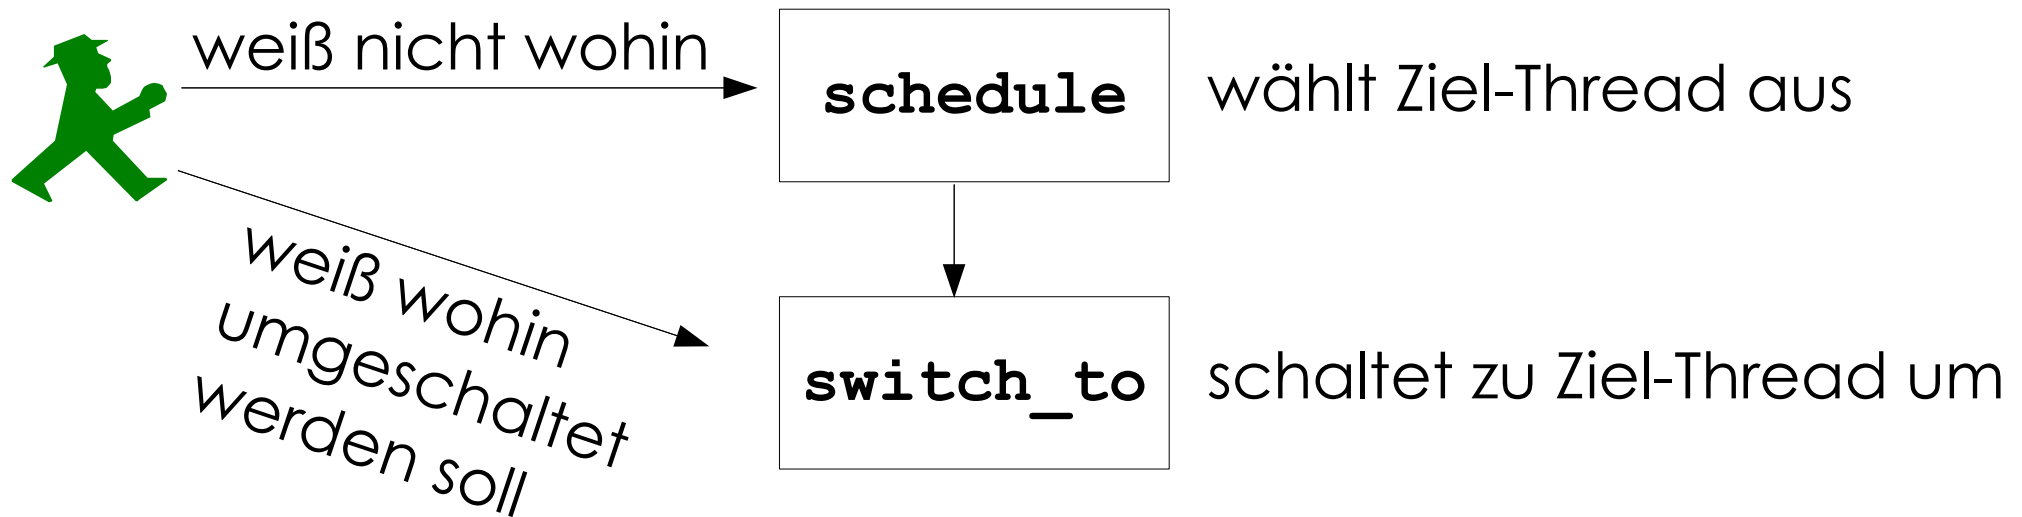 weiß nicht wohin
schedule
wählt Ziel-Thread aus
weiß wohin
umgeschaltet
werden soll
switch_to
schaltet zu Ziel-Thread um